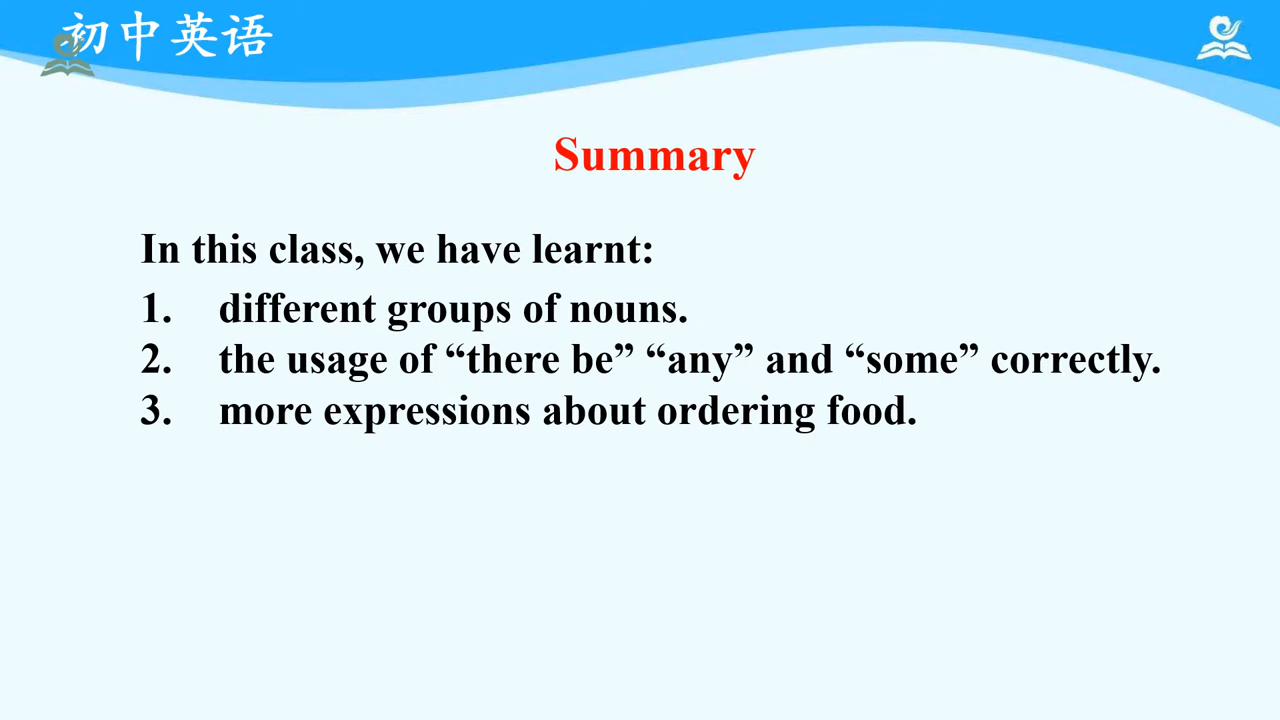 初中英语
Summary
In this class, we have learnt:
1. different groups of nouns.
2. the usage of “there be” “any” and “some” correctly.
3. more expressions about ordering food.